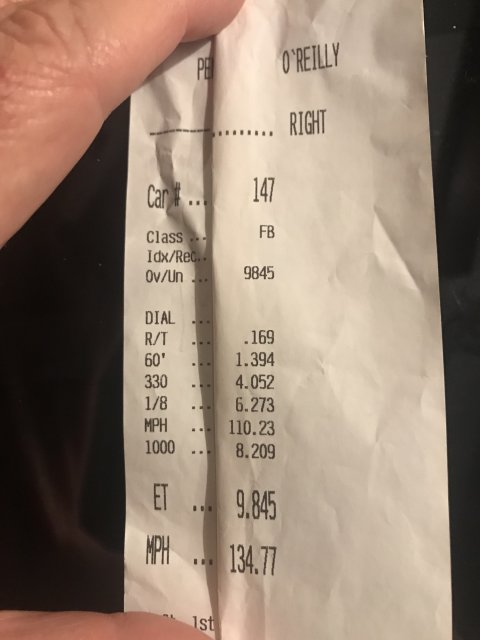 O`REILLY
RIGHT
Car # ... 147
Class ... FB
Idx/Rec..
Ov/Un ... 9845
DIAL ...
R/T ... .169
60' ... 1.394
330 ... 4.052
1/8 ... 6.273
MPH ... 110.23
1000 ... 8.209
ET ... 9.845
MPH ... 134.77
1st